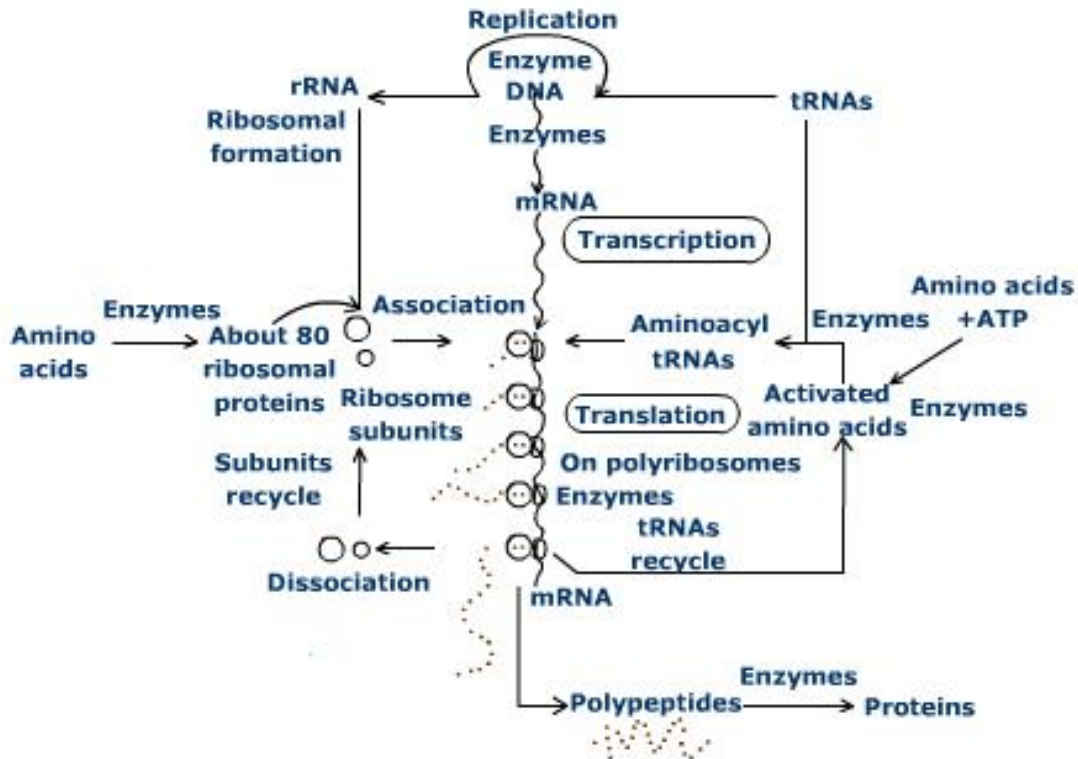 Replication
Enzyme
DNA
rRNA
tRNAs
Ribosomal
formation
Enzymes
mRNA
Transcription
Amino acids
+ATP
Enzymes
Association
Amino
acids
About 80
ribosomal
proteins
Aminoacyl
tRNAs
Enzymes
Ribosome
subunits
Translation
Activated
amino acids
Enzymes
Subunits
recycle
On polyribosomes
Enzymes
tRNAs
recycle
Dissociation
mRNA
Enzymes
Polypeptides
Proteins